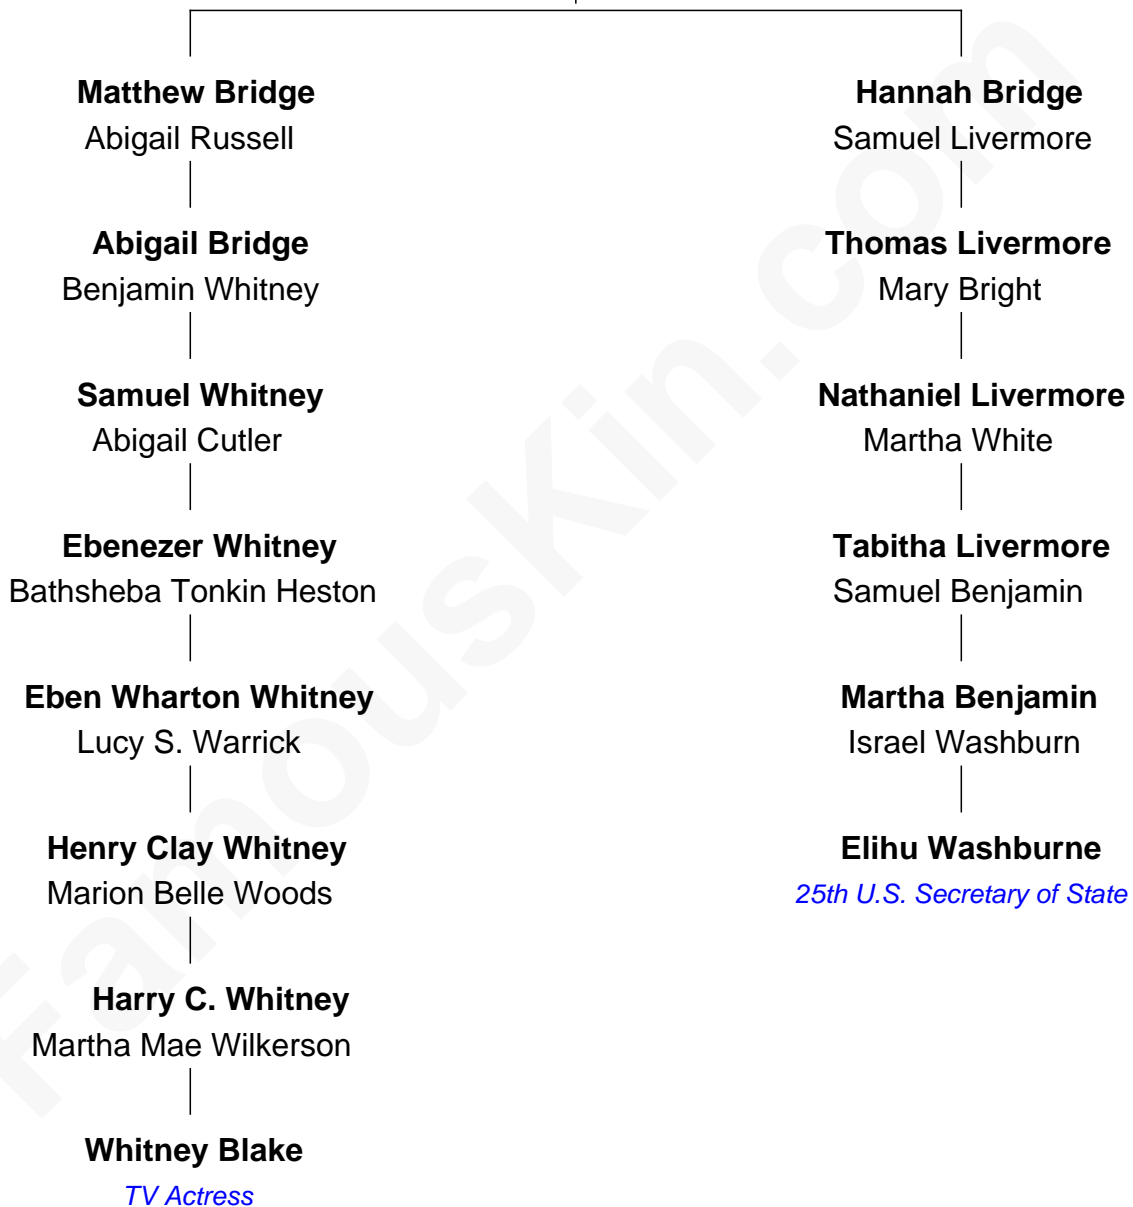 Matthew Bridge
Abigail Russell
Hannah Bridge
Samuel Livermore
Abigail Bridge
Benjamin Whitney
Thomas Livermore
Mary Bright
Samuel Whitney
Abigail Cutler
Nathaniel Livermore
Martha White
Ebenezer Whitney
Bathsheba Tonkin Heston
Tabitha Livermore
Samuel Benjamin
Eben Wharton Whitney
Lucy S. Warrick
Martha Benjamin
Israel Washburn
Henry Clay Whitney
Marion Belle Woods
Elihu Washburne
25th U.S. Secretary of State
Harry C. Whitney
Martha Mae Wilkerson
Whitney Blake
TV Actress
FamousKin.com